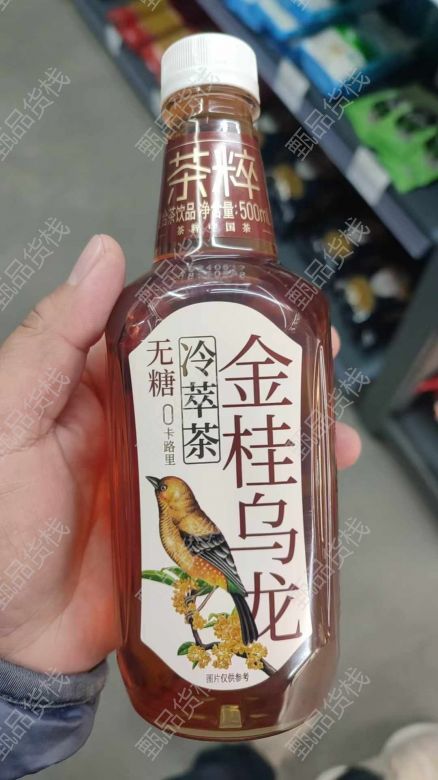 茶粹
茶饮品 净含量:500mL
茶粹中国茶
金桂乌龙
冷萃茶
无糖
0卡路里
图片仅供参考
甄品货栈